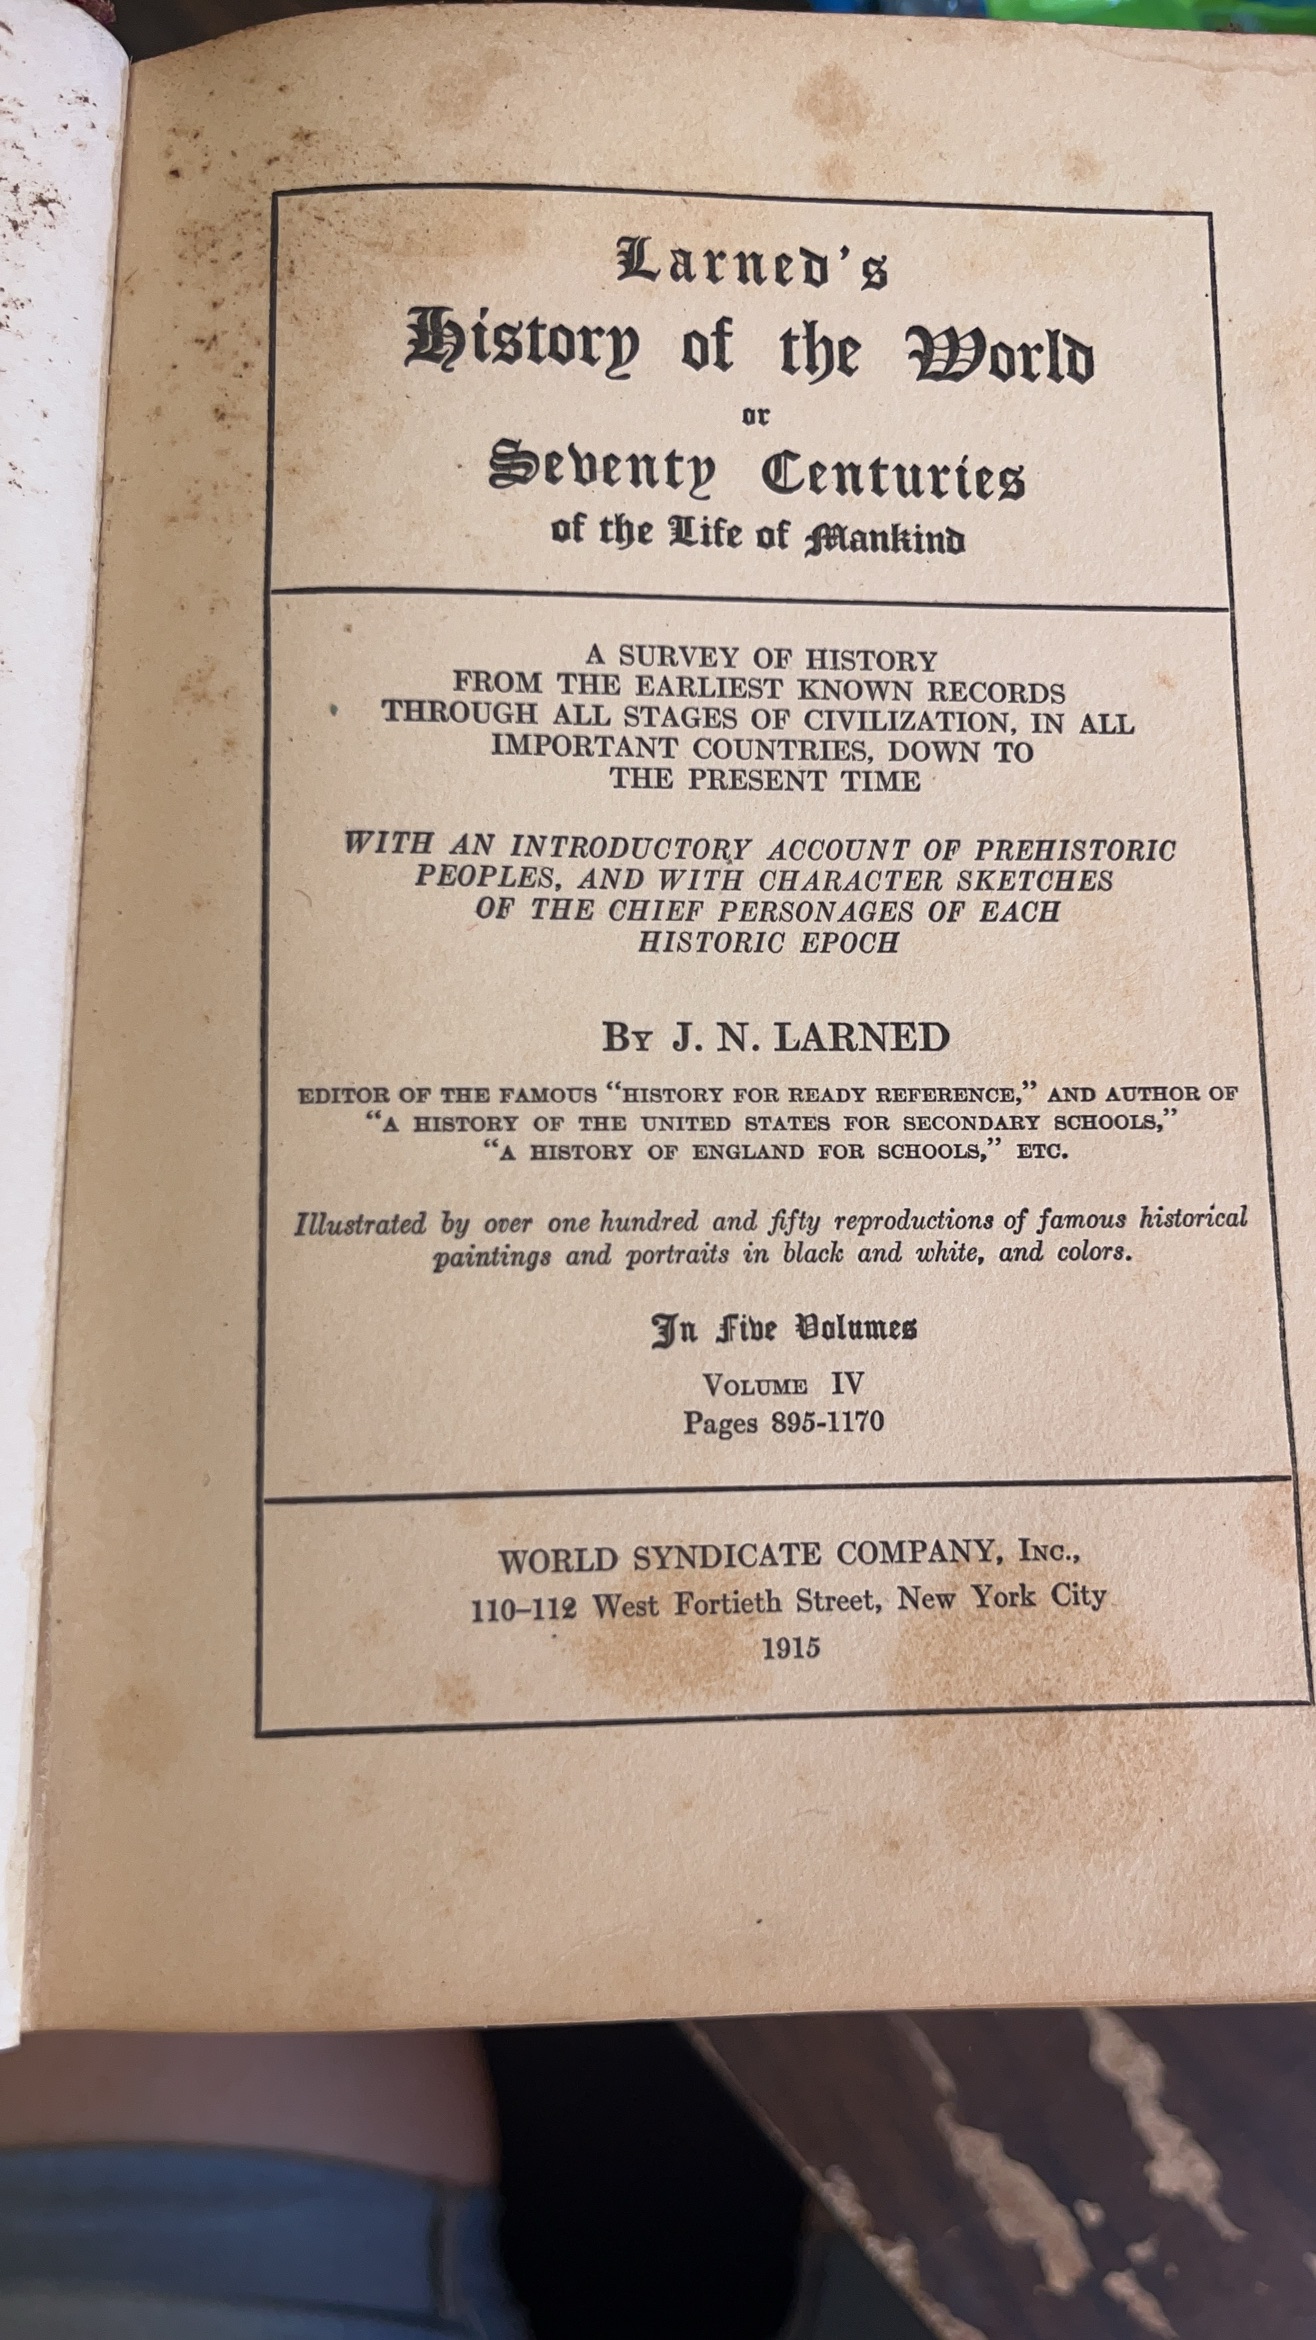 Larned's
History of the World
or
Seventy Centuries
of the Life of Mankind
A SURVEY OF HISTORY
FROM THE EARLIEST KNOWN RECORDS
THROUGH ALL STAGES OF CIVILIZATION, IN ALL
IMPORTANT COUNTRIES, DOWN TO
THE PRESENT TIME
WITH AN INTRODUCTORY ACCOUNT OF PREHISTORIC
PEOPLES, AND WITH CHARACTER SKETCHES
OF THE CHIEF PERSONAGES OF EACH
HISTORIC EPOCH
BY J. N. LARNED
EDITOR OF THE FAMOUS “HISTORY FOR READY REFERENCE,” AND AUTHOR OF
“A HISTORY OF THE UNITED STATES FOR SECONDARY SCHOOLS,”
“A HISTORY OF ENGLAND FOR SCHOOLS,” ETC.
Illustrated by over one hundred and fifty reproductions of famous historical
paintings and portraits in black and white, and colors.
In Five Volumes
VOLUME IV
Pages 895-1170
WORLD SYNDICATE COMPANY, INC.,
110–112 West Fortieth Street, New York City
1915